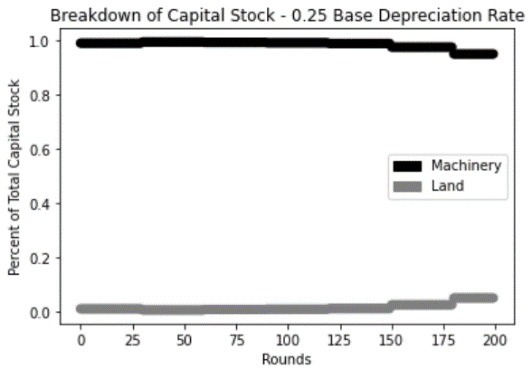 Breakdown of Capital Stock - 0.25 Base Depreciation Rate
Percent of Total Capital Stock
1.0
0.8
0.6
0.4
0.2
0.0
Machinery
Land
0 25 50 75 100 125 150 175 200
Rounds